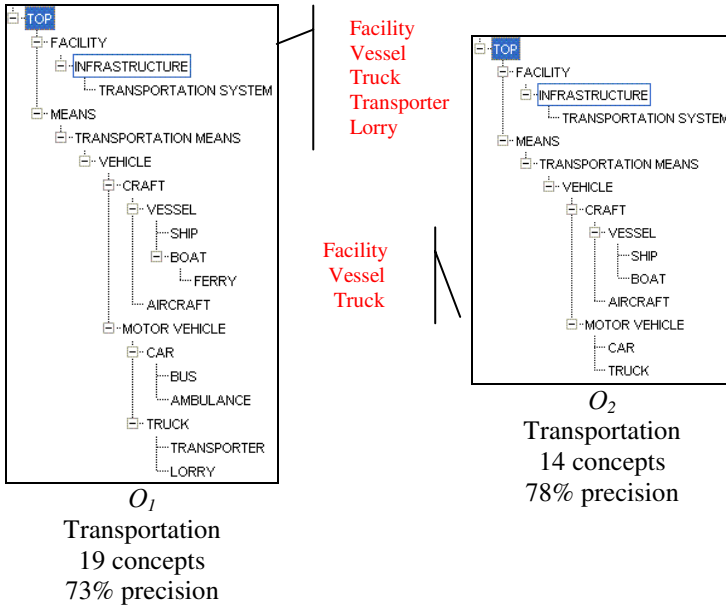 TOP
FACILITY
INFRASTRUCTURE
TRANSPORTATION SYSTEM
MEANS
TRANSPORTATION MEANS
VEHICLE
CRAFT
VESSEL
SHIP
BOAT
FERRY
AIRCRAFT
MOTOR VEHICLE
CAR
BUS
AMBULANCE
TRUCK
TRANSPORTER
LORRY
O1
Transportation
19 concepts
73% precision
Facility
Vessel
Truck
Transporter
Lorry
Facility
Vessel
Truck
TOP
FACILITY
INFRASTRUCTURE
TRANSPORTATION SYSTEM
MEANS
TRANSPORTATION MEANS
VEHICLE
CRAFT
VESSEL
SHIP
BOAT
AIRCRAFT
MOTOR VEHICLE
CAR
TRUCK
O2
Transportation
14 concepts
78% precision